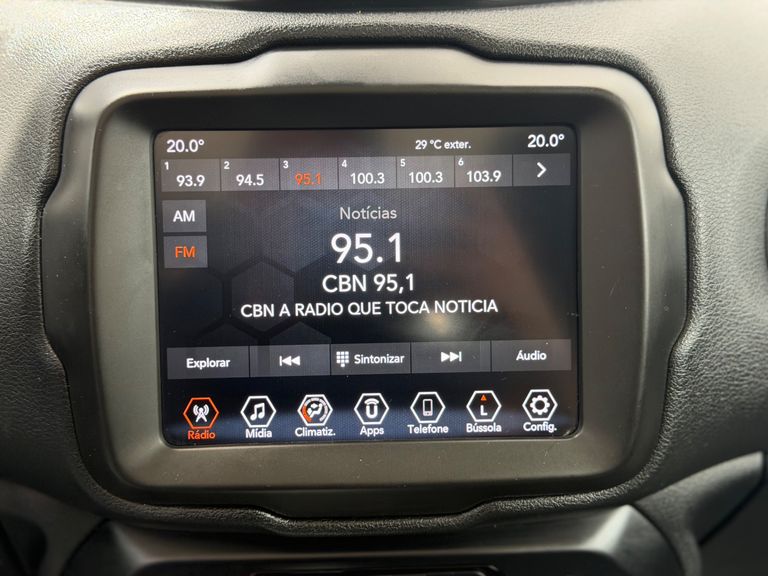 20.0° 29 °C exter. 20.0°
1 93.9 2 94.5 3 95.1 4 100.3 5 100.3 6 103.9
AM
FM
Notícias
95.1
CBN 95,1
CBN A RADIO QUE TOCA NOTICIA
Explorar Sintonizar Áudio
L
Rádio Mídia Climatiz. Apps Telefone Bússola Config.